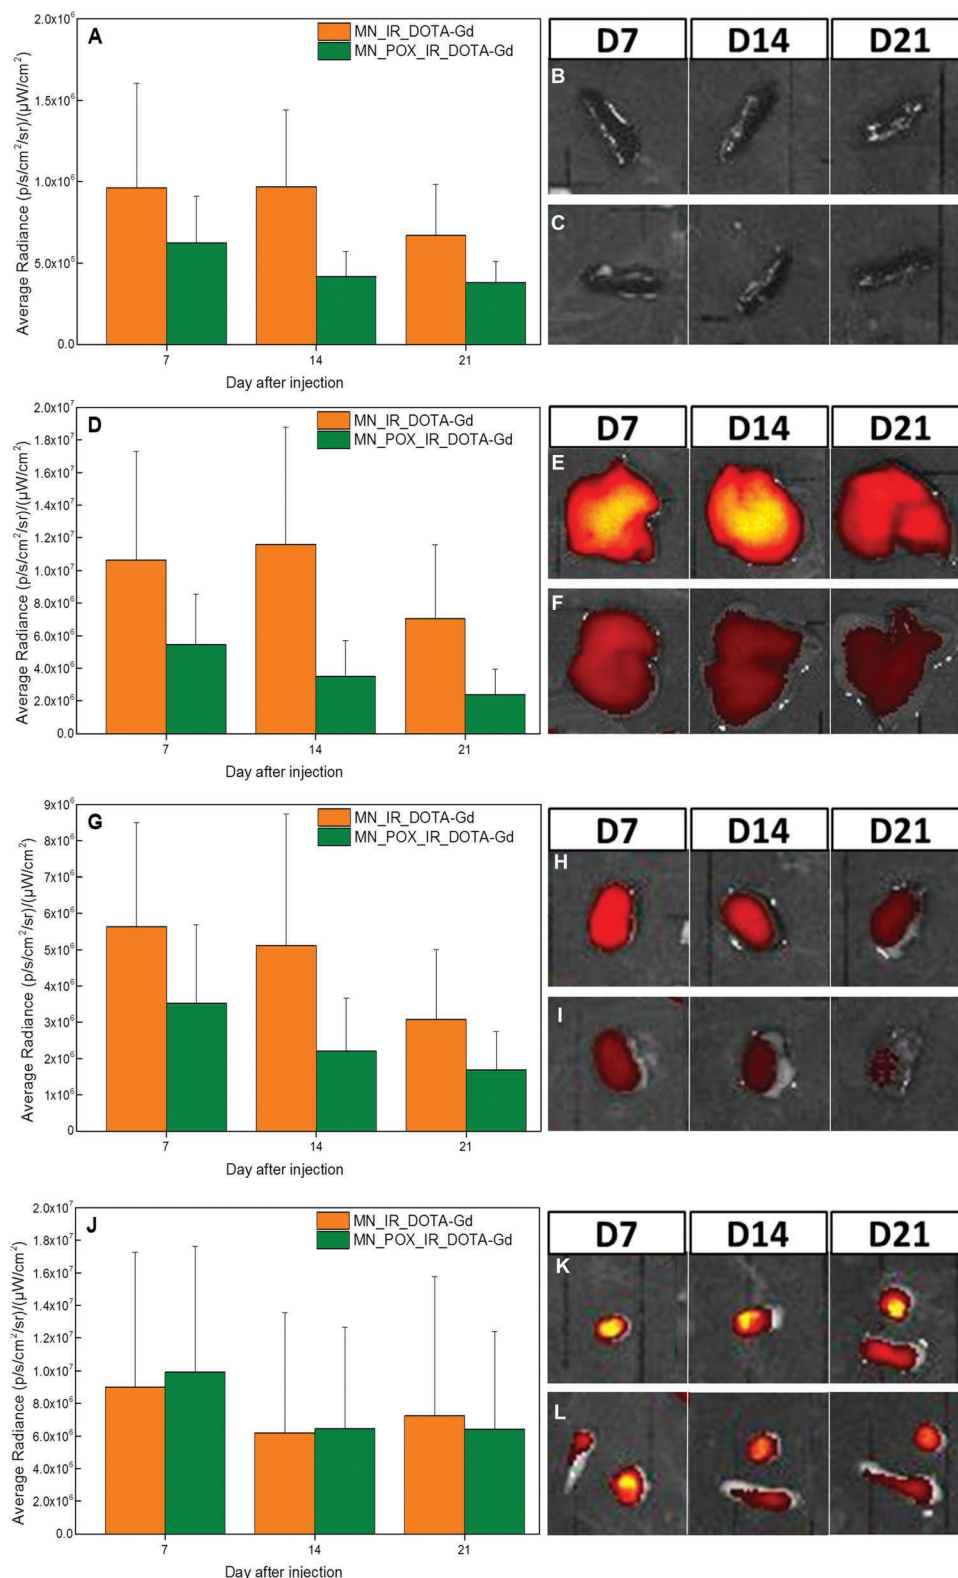 A
MN_IR_DOTA-Gd
MN_POX_IR_DOTA-Gd
Average Radiance (p/s/cm²/sr)/(µW/cm²)
2.0x10⁶
1.5x10⁶
1.0x10⁶
5.0x10⁵
0.0
7 14 21
Day after injection
D7 D14 D21
B
C
D
MN_IR_DOTA-Gd
MN_POX_IR_DOTA-Gd
Average Radiance (p/s/cm²/sr)/(µW/cm²)
2.0x10⁷
1.8x10⁷
1.6x10⁷
1.4x10⁷
1.2x10⁷
1.0x10⁷
8.0x10⁶
6.0x10⁶
4.0x10⁶
2.0x10⁶
0.0
7 14 21
Day after injection
D7 D14 D21
E
F
G
MN_IR_DOTA-Gd
MN_POX_IR_DOTA-Gd
Average Radiance (p/s/cm²/sr)/(µW/cm²)
9x10⁶
8x10⁶
7x10⁶
6x10⁶
5x10⁶
4x10⁶
3x10⁶
2x10⁶
1x10⁶
0
7 14 21
Day after injection
D7 D14 D21
H
I
J
MN_IR_DOTA-Gd
MN_POX_IR_DOTA-Gd
Average Radiance (p/s/cm²/sr)/(µW/cm²)
2.0x10⁷
1.8x10⁷
1.6x10⁷
1.4x10⁷
1.2x10⁷
1.0x10⁷
8.0x10⁶
6.0x10⁶
4.0x10⁶
2.0x10⁶
0.0
7 14 21
Day after injection
D7 D14 D21
K
L